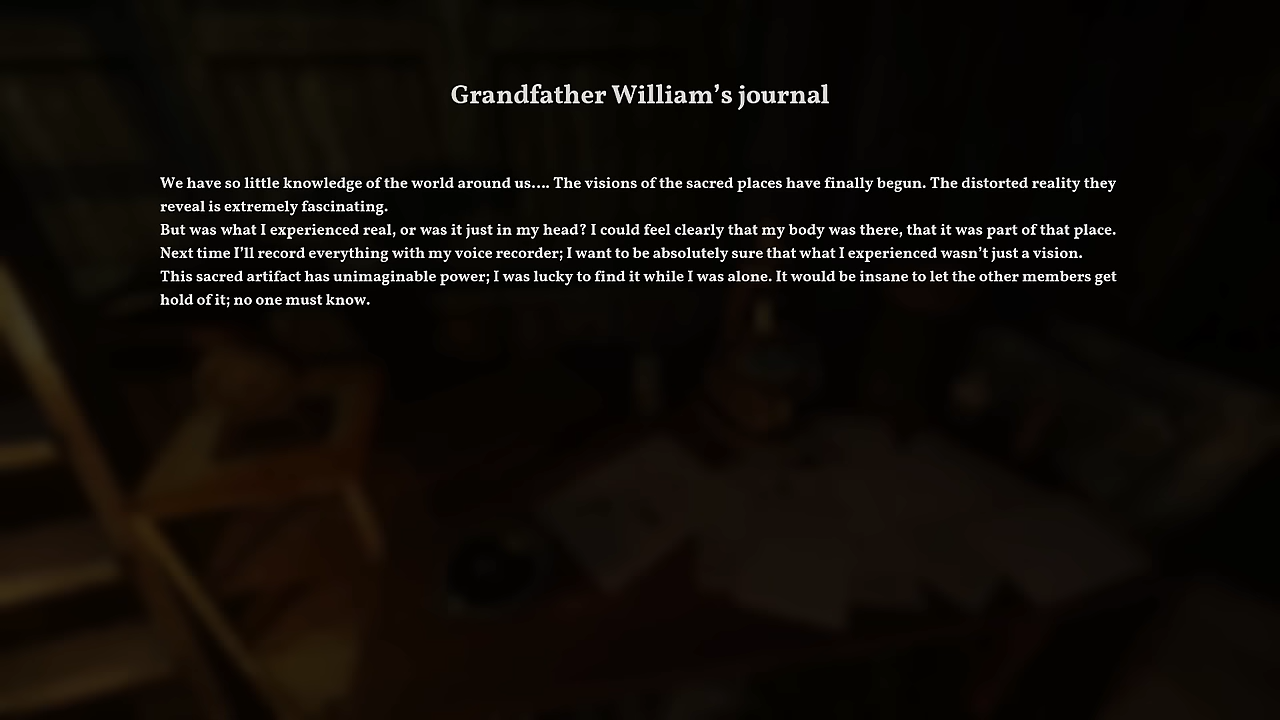 Grandfather William’s journal
We have so little knowledge of the world around us.... The visions of the sacred places have finally begun. The distorted reality they
reveal is extremely fascinating.
But was what I experienced real, or was it just in my head? I could feel clearly that my body was there, that it was part of that place.
Next time I’ll record everything with my voice recorder; I want to be absolutely sure that what I experienced wasn’t just a vision.
This sacred artifact has unimaginable power; I was lucky to find it while I was alone. It would be insane to let the other members get
hold of it; no one must know.